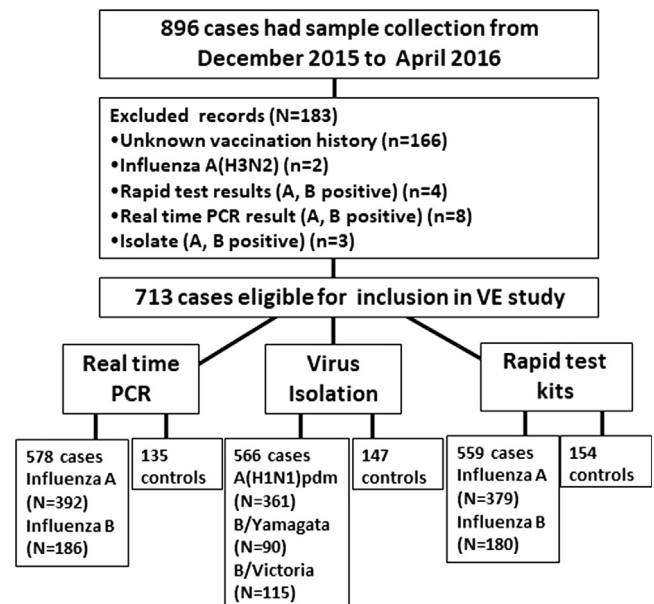 896 cases had sample collection from
December 2015 to April 2016
Excluded records (N=183)
•Unknown vaccination history (n=166)
•Influenza A(H3N2) (n=2)
•Rapid test results (A, B positive) (n=4)
•Real time PCR result (A, B positive) (n=8)
•Isolate (A, B positive) (n=3)
713 cases eligible for inclusion in VE study
Real time
PCR
Virus
Isolation
Rapid test
kits
578 cases
Influenza A
(N=392)
Influenza B
(N=186)
135
controls
566 cases
A(H1N1)pdm
(N=361)
B/Yamagata
(N=90)
B/Victoria
(N=115)
147
controls
559 cases
Influenza A
(N=379)
Influenza B
(N=180)
154
controls